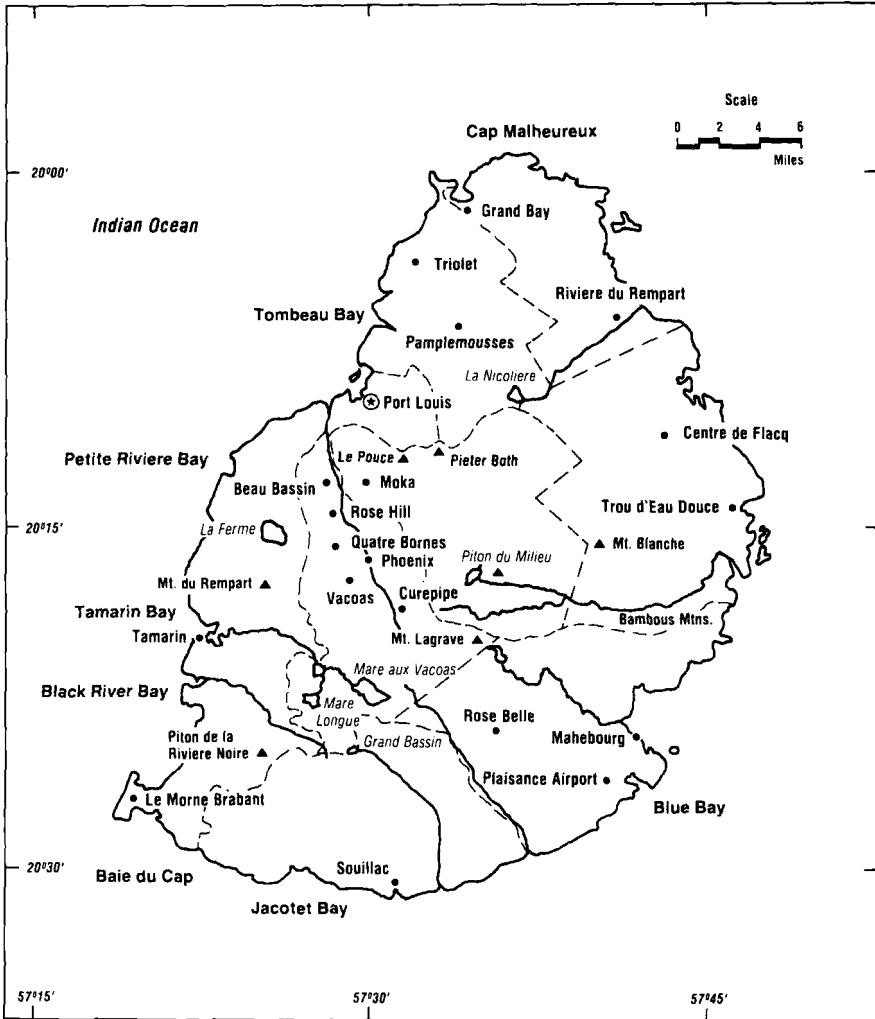 Scale
0 2 4 6
Miles
Cap Malheureux
20°00'
Indian Ocean
Grand Bay
Triolet
Riviere du Rempart
Tombeau Bay
Pamplemousses
La Nicoliere
Port Louis
Centre de Flacq
Petite Riviere Bay
Le Pouce
Pieter Both
Beau Bassin
Moka
Trou d'Eau Douce
Rose Hill
20°15'
La Ferme
Quatre Bornes
Mt. Blanche
Phoenix
Piton du Milieu
Mt. du Rempart
Vacoas
Curepipe
Tamarin Bay
Bambous Mtns.
Tamarin
Mt. Lagrave
Mare aux Vacoas
Black River Bay
Mare
Longue
Rose Belle
Mahebourg
Piton de la
Riviere Noire
Grand Bassin
Plaisance Airport
Le Morne Brabant
Blue Bay
20°30'
Baie du Cap
Souillac
Jacotet Bay
57°15'
57°30'
57°45'